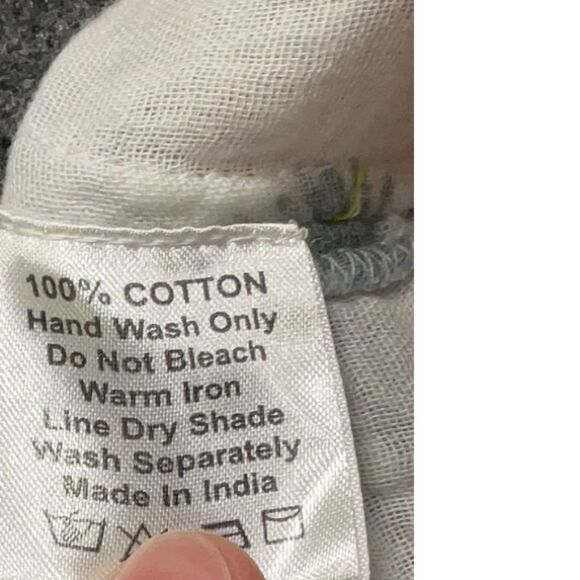 100% COTTON
Hand Wash Only
Do Not Bleach
Warm Iron
Line Dry Shade
Wash Separately
Made In India